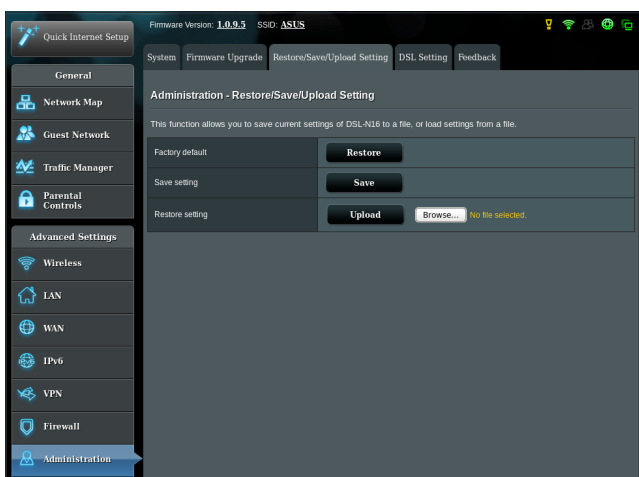 Quick Internet Setup
Firmware Version: 1.0.9.5 SSID: ASUS
System Firmware Upgrade Restore/Save/Upload Setting DSL Setting Feedback
General
Network Map
Guest Network
Traffic Manager
Parental
Controls
Advanced Settings
Wireless
LAN
WAN
IPv6
VPN
Firewall
Administration
Administration - Restore/Save/Upload Setting
This function allows you to save current settings of DSL-N16 to a file, or load settings from a file.
Factory default Restore
Save setting Save
Restore setting Upload Browse... No file selected.